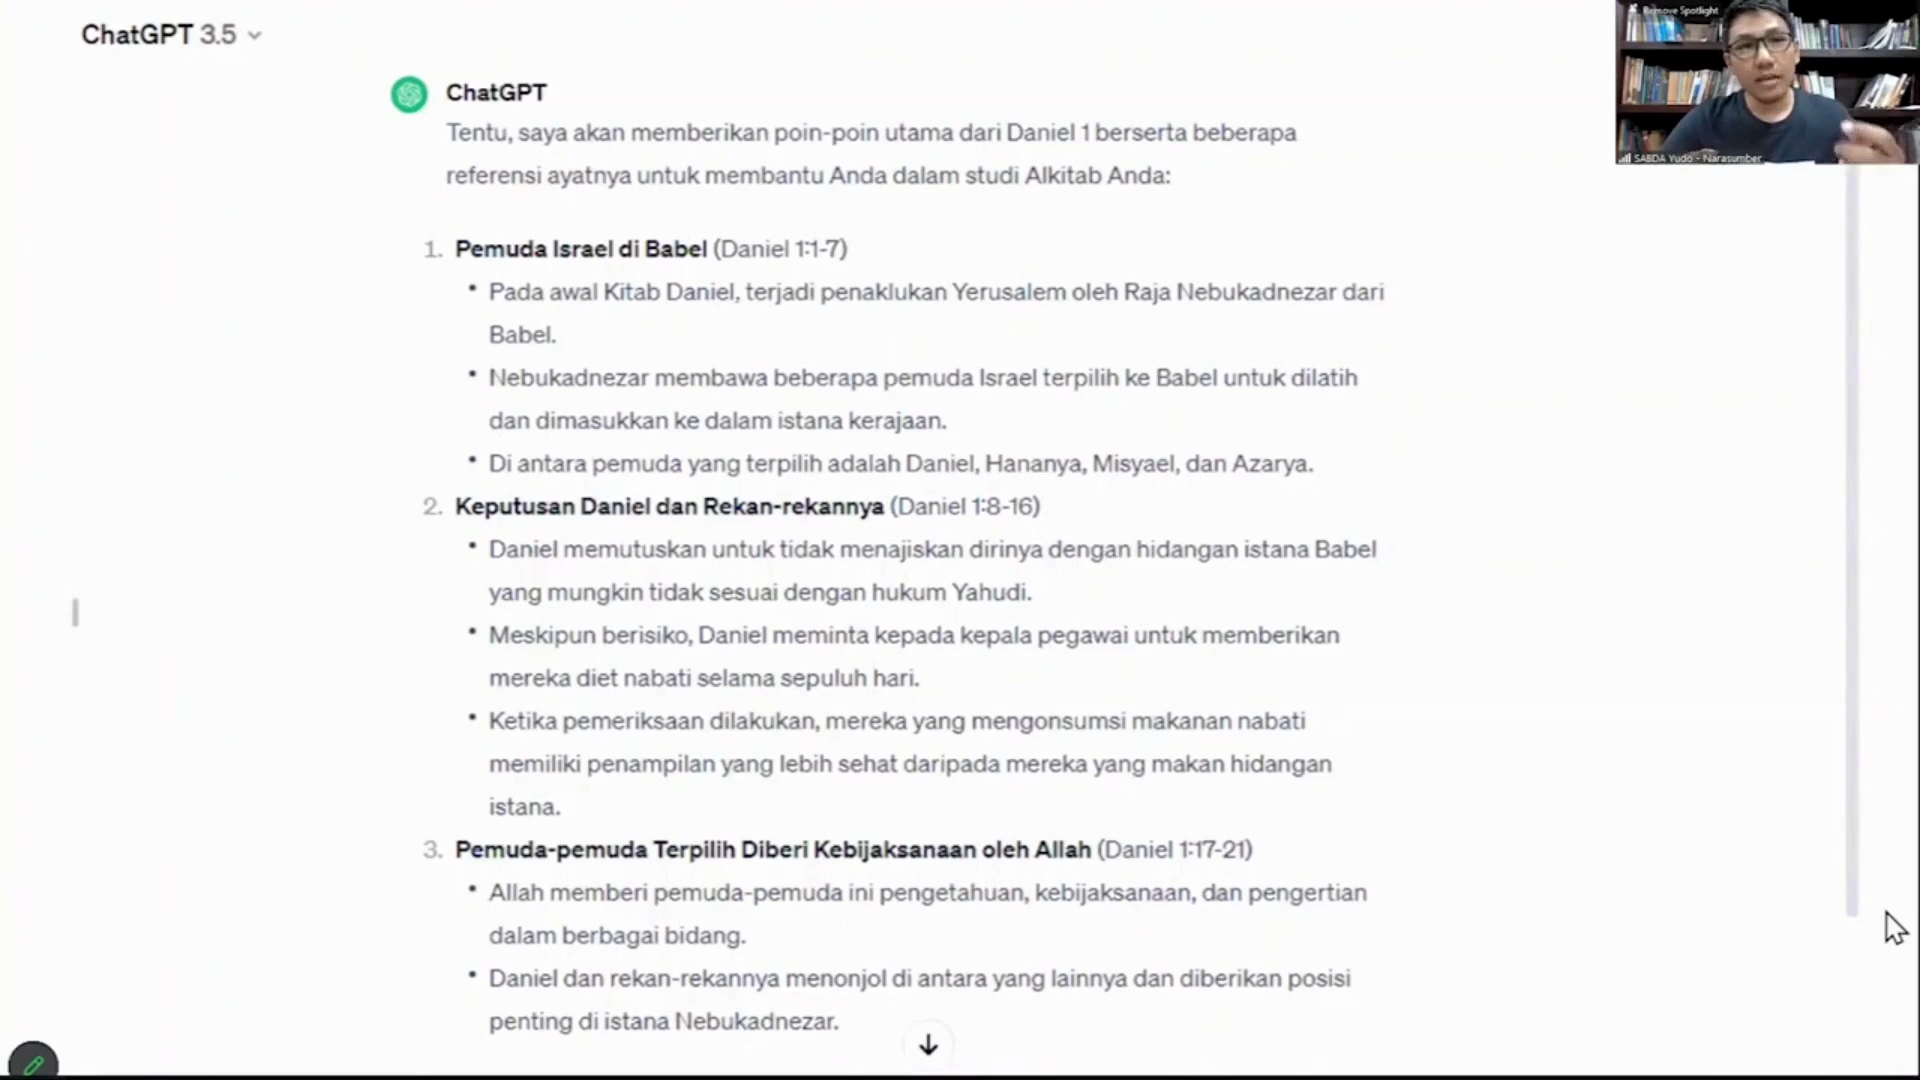 ChatGPT 3.5
Remove Spotlight
SABDA Yudo - Narasumber
ChatGPT
Tentu, saya akan memberikan poin-poin utama dari Daniel 1 berserta beberapa
referensi ayatnya untuk membantu Anda dalam studi Alkitab Anda:
1. Pemuda Israel di Babel (Daniel 1:1-7)
• Pada awal Kitab Daniel, terjadi penaklukan Yerusalem oleh Raja Nebukadnezar dari
Babel.
• Nebukadnezar membawa beberapa pemuda Israel terpilih ke Babel untuk dilatih
dan dimasukkan ke dalam istana kerajaan.
• Di antara pemuda yang terpilih adalah Daniel, Hananya, Misyael, dan Azarya.
2. Keputusan Daniel dan Rekan-rekannya (Daniel 1:8-16)
• Daniel memutuskan untuk tidak menajiskan dirinya dengan hidangan istana Babel
yang mungkin tidak sesuai dengan hukum Yahudi.
• Meskipun berisiko, Daniel meminta kepada kepala pegawai untuk memberikan
mereka diet nabati selama sepuluh hari.
• Ketika pemeriksaan dilakukan, mereka yang mengonsumsi makanan nabati
memiliki penampilan yang lebih sehat daripada mereka yang makan hidangan
istana.
3. Pemuda-pemuda Terpilih Diberi Kebijaksanaan oleh Allah (Daniel 1:17-21)
• Allah memberi pemuda-pemuda ini pengetahuan, kebijaksanaan, dan pengertian
dalam berbagai bidang.
• Daniel dan rekan-rekannya menonjol di antara yang lainnya dan diberikan posisi
penting di istana Nebukadnezar.